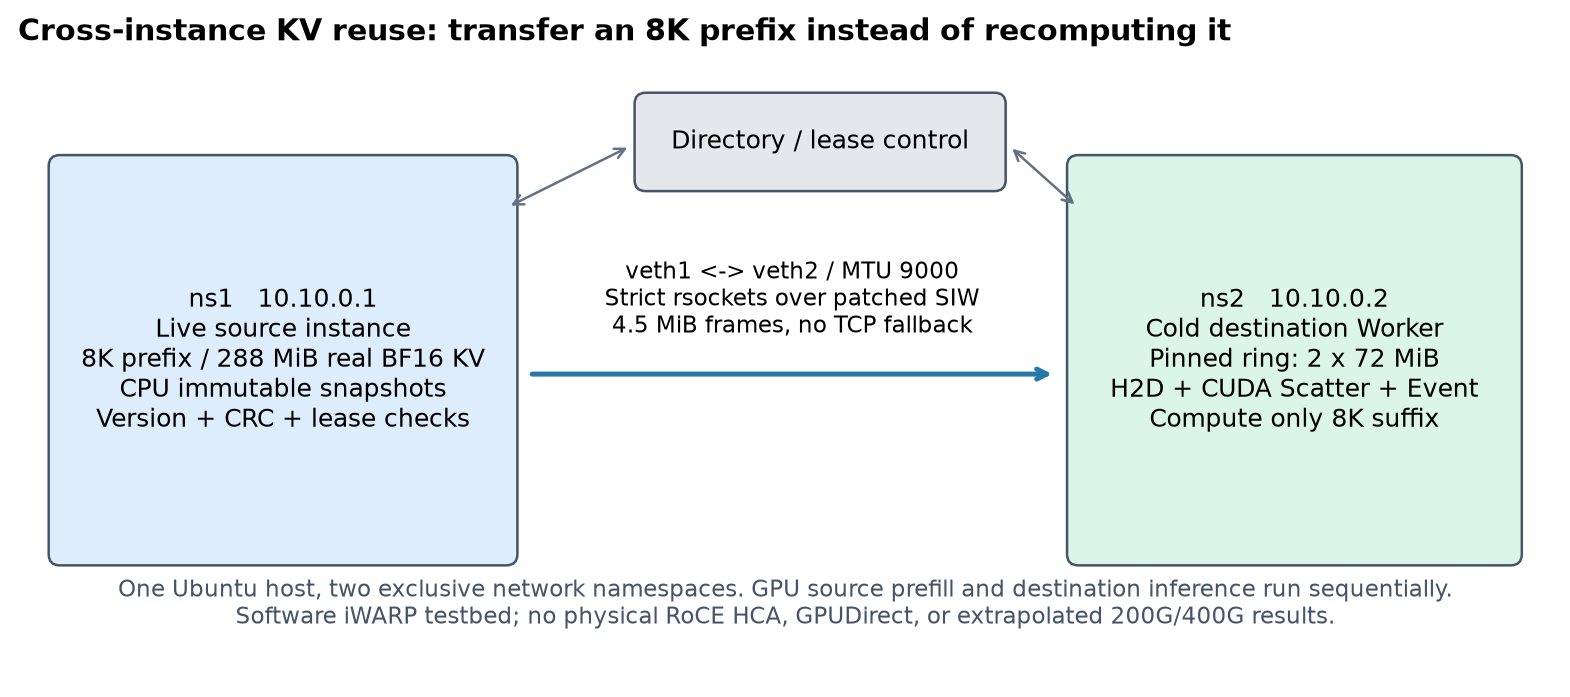 Cross-instance KV reuse: transfer an 8K prefix instead of recomputing it
Directory / lease control
ns1   10.10.0.1
Live source instance
8K prefix / 288 MiB real BF16 KV
CPU immutable snapshots
Version + CRC + lease checks
veth1 <-> veth2 / MTU 9000
Strict rsockets over patched SIW
4.5 MiB frames, no TCP fallback
ns2   10.10.0.2
Cold destination Worker
Pinned ring: 2 x 72 MiB
H2D + CUDA Scatter + Event
Compute only 8K suffix
One Ubuntu host, two exclusive network namespaces. GPU source prefill and destination inference run sequentially.
Software iWARP testbed; no physical RoCE HCA, GPUDirect, or extrapolated 200G/400G results.